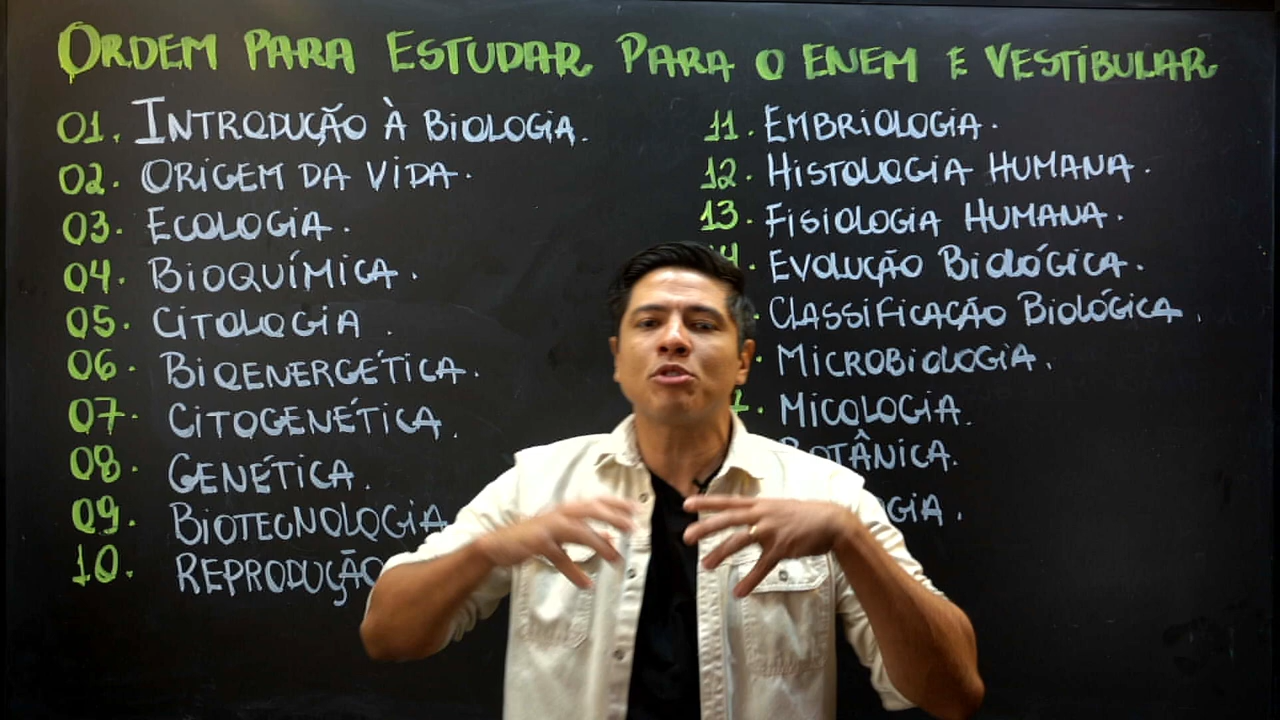 ORDEM PARA ESTUDAR PARA O ENEM E VESTIBULAR
01. INTRODUÇÃO À BIOLOGIA.
02. ORIGEM DA VIDA.
03. ECOLOGIA.
04. BIOQUÍMICA.
05. CITOLOGIA.
06. BIOENERGÉTICA.
07. CITOGENÉTICA.
08. GENÉTICA.
09. BIOTECNOLOGIA
10. REPRODUÇÃO
11. EMBRIOLOGIA.
12. HISTOLOGIA HUMANA.
13. FISIOLOGIA HUMANA.
EVOLUÇÃO BIOLÓGICA.
CLASSIFICAÇÃO BIOLÓGICA.
MICROBIOLOGIA.
MICOLOGIA.
BOTÂNICA.